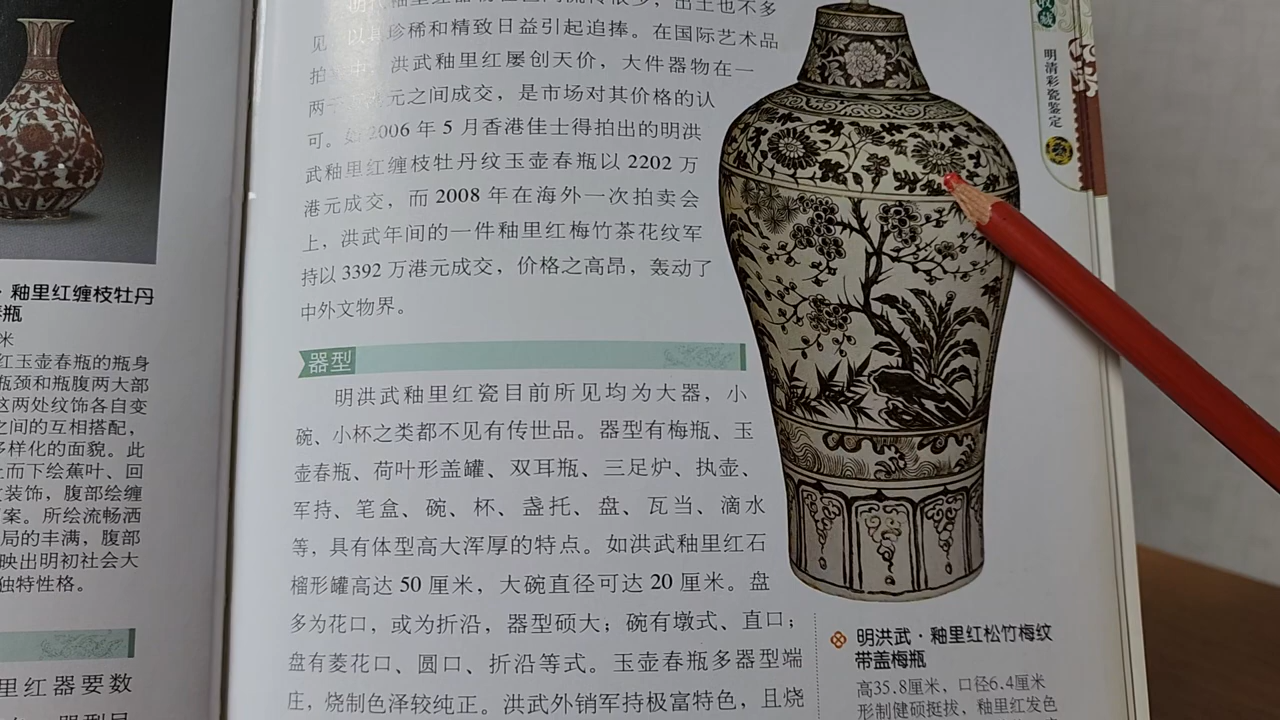 ·釉里红缠枝牡丹
瓶
米
红玉壶春瓶的瓶身
瓶颈和瓶腹两大部
这两处纹饰各自变
之间的互相搭配,
多样化的面貌。此
上而下绘蕉叶、回
装饰,腹部绘缠
案。所绘流畅洒
局的丰满,腹部
映出明初社会大
独特性格。
里红器要数
见,以其珍稀和精致日益引起追捧。在国际艺术品
洪武釉里红屡创天价,大件器物在一
元之间成交,是市场对其价格的认
可。如2006年5月香港佳士得拍出的明洪
武釉里红缠枝牡丹纹玉壶春瓶以2202万
港元成交,而2008年在海外一次拍卖会
上,洪武年间的一件釉里红梅竹茶花纹军
持以3392万港元成交,价格之高昂,轰动了
中外文物界。
器型
明洪武釉里红瓷目前所见均为大器,小
碗、小杯之类都不见有传世品。器型有梅瓶、玉
壶春瓶、荷叶形盖罐、双耳瓶、三足炉、执壶、
军持、笔盒、碗、杯、盏托、盘、瓦当、滴水
等,具有体型高大浑厚的特点。如洪武釉里红石
榴形罐高达50厘米,大碗直径可达20厘米。盘
多为花口,或为折沿,器型硕大;碗有墩式、直口;
盘有菱花口、圆口、折沿等式。玉壶春瓶多器型端
庄,烧制色泽较纯正。洪武外销军持极富特色,且烧
明洪武·釉里红松竹梅纹
带盖梅瓶
高35.8厘米,口径6.4厘米
形制健硕挺拔,釉里红发色
收藏
明清彩瓷鉴定